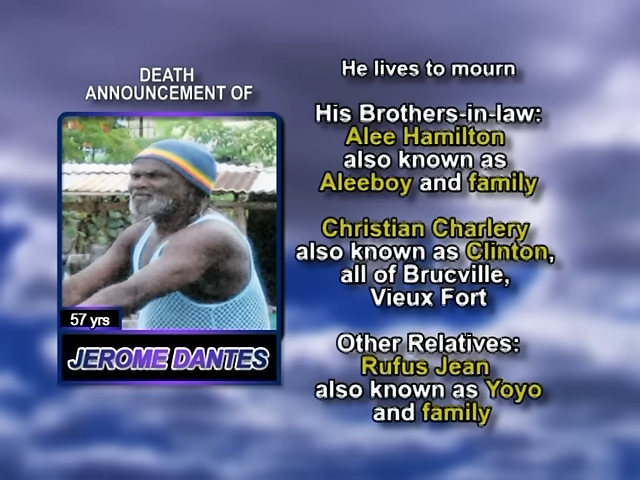 DEATH
ANNOUNCEMENT OF
57 yrs
JEROME DANTES
He lives to mourn
His Brothers-in-law:
Alee Hamilton
also known as
Aleeboy and family
Christian Charlery
also known as Clinton,
all of Brucville,
Vieux Fort
Other Relatives:
Rufus Jean
also known as Yoyo
and family